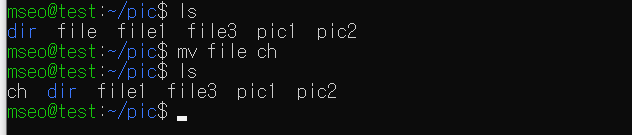 mseo@test:~/pic$ ls
dir  file  file1  file3  pic1  pic2
mseo@test:~/pic$ mv file ch
mseo@test:~/pic$ ls
ch  dir  file1  file3  pic1  pic2
mseo@test:~/pic$